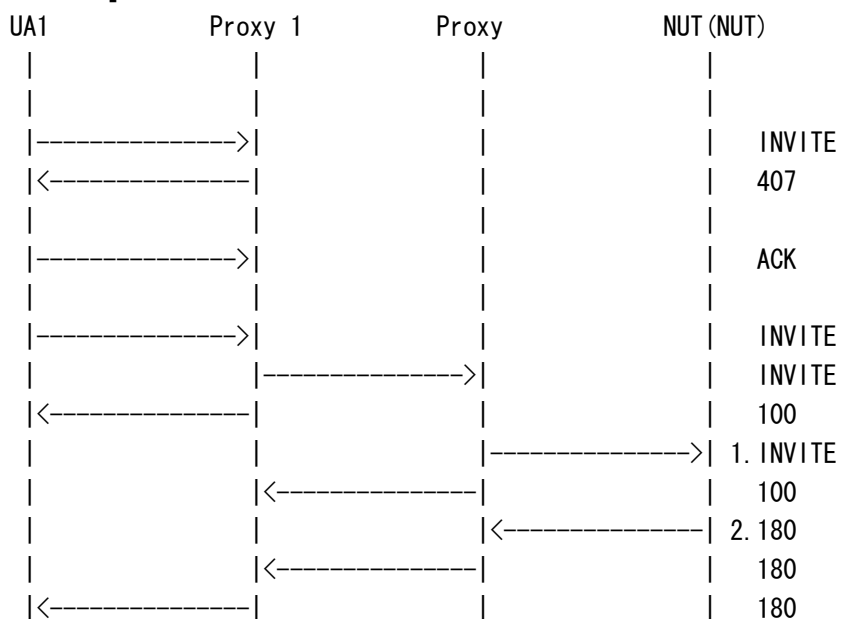 UA1 Proxy 1 Proxy NUT(NUT)
INVITE
407
ACK
INVITE
INVITE
100
1.INVITE
100
2.180
180
180